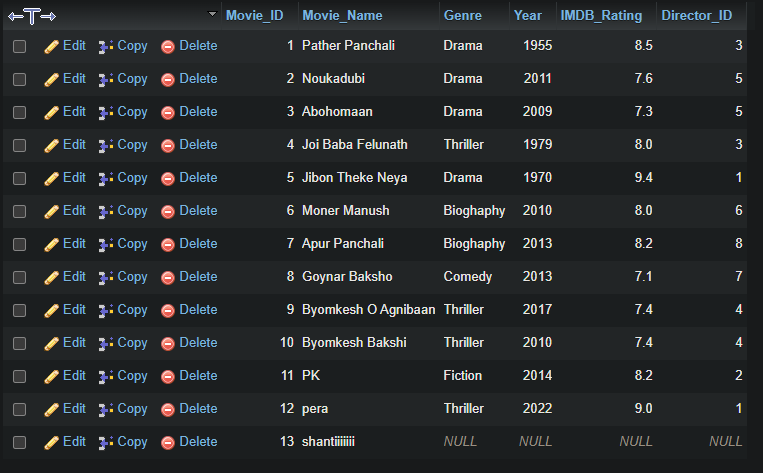 Movie_ID Movie_Name Genre Year IMDB_Rating Director_ID
Edit Copy Delete 1 Pather Panchali Drama 1955 8.5 3
Edit Copy Delete 2 Noukadubi Drama 2011 7.6 5
Edit Copy Delete 3 Abohomaan Drama 2009 7.3 5
Edit Copy Delete 4 Joi Baba Felunath Thriller 1979 8.0 3
Edit Copy Delete 5 Jibon Theke Neya Drama 1970 9.4 1
Edit Copy Delete 6 Moner Manush Bioghaphy 2010 8.0 6
Edit Copy Delete 7 Apur Panchali Bioghaphy 2013 8.2 8
Edit Copy Delete 8 Goynar Baksho Comedy 2013 7.1 7
Edit Copy Delete 9 Byomkesh O Agnibaan Thriller 2017 7.4 4
Edit Copy Delete 10 Byomkesh Bakshi Thriller 2010 7.4 4
Edit Copy Delete 11 PK Fiction 2014 8.2 2
Edit Copy Delete 12 pera Thriller 2022 9.0 1
Edit Copy Delete 13 shantiiiiiii NULL NULL NULL NULL